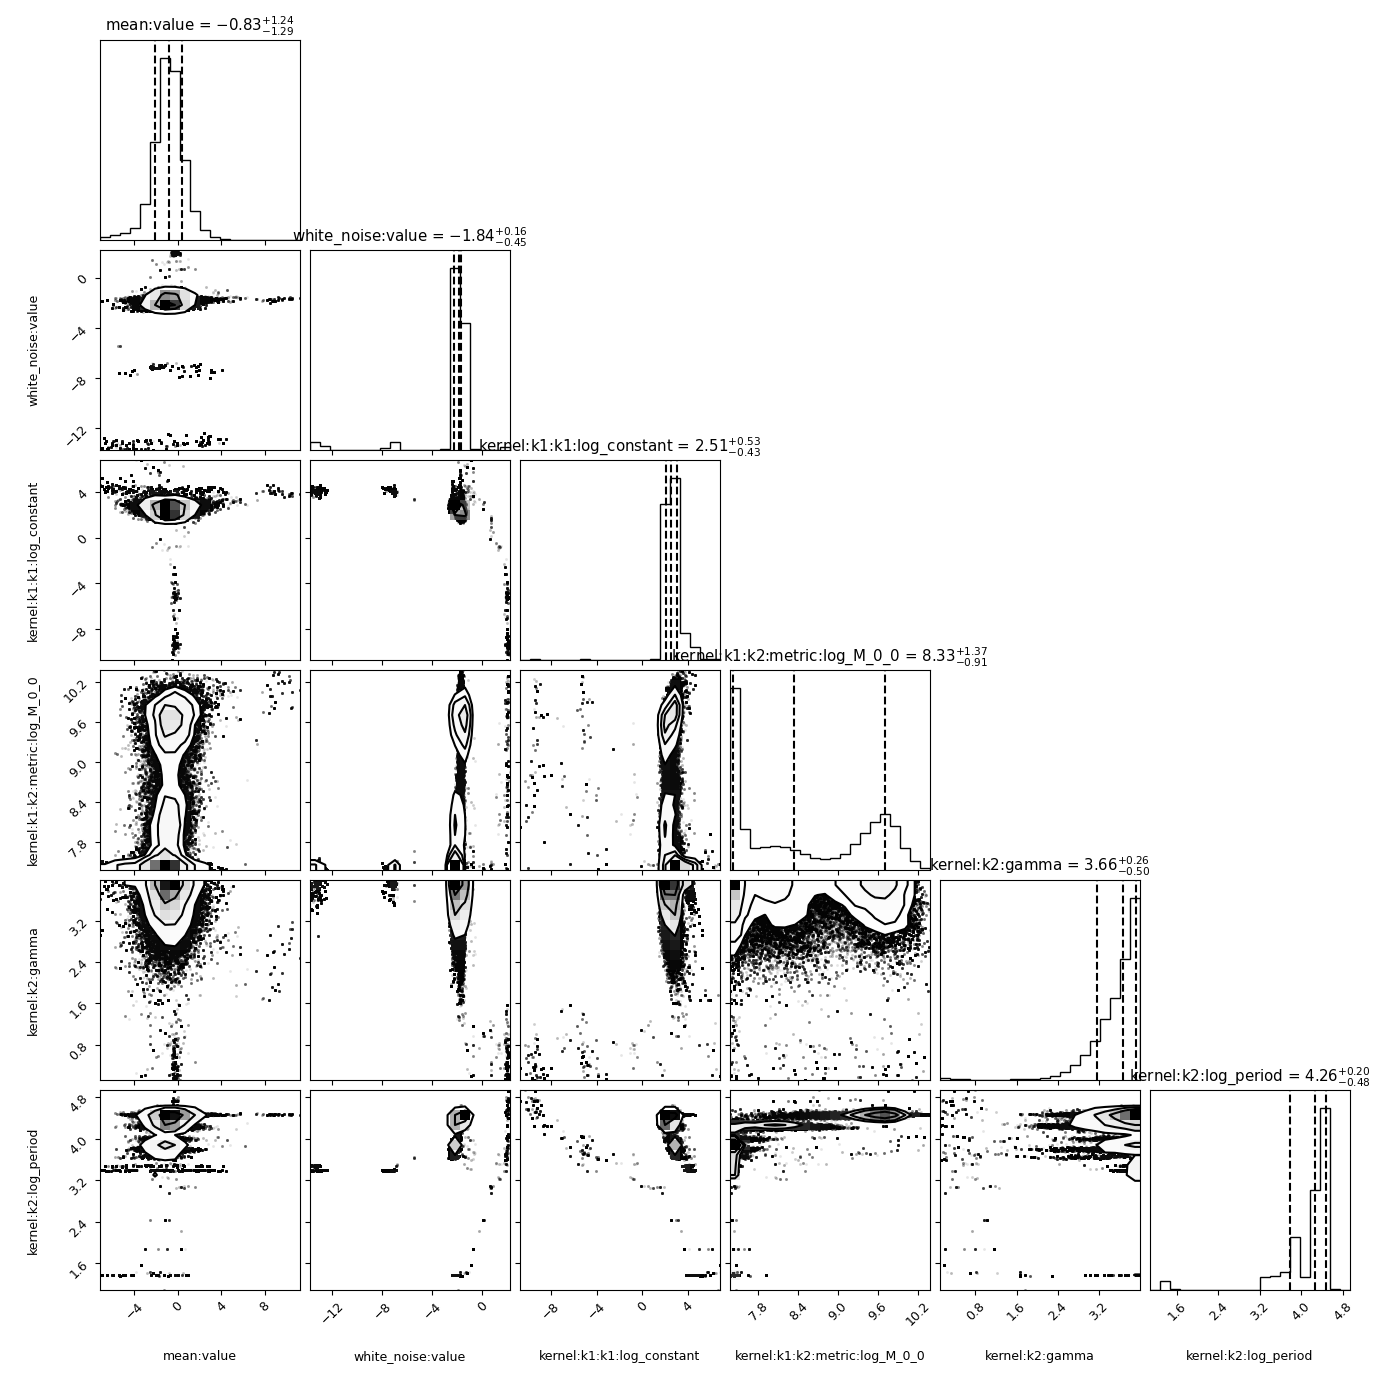 mean:value = −0.83+1.24−1.29
white_noise:value = −1.84+0.16−0.45
0
−4
−8
−12
white_noise:value
kernel:k1:k1:log_constant = 2.51+0.53−0.43
4
0
−4
−8
kernel:k1:k1:log_constant
kernel:k1:k2:metric:log_M_0_0 = 8.33+1.37−0.91
10.2
9.6
9.0
8.4
7.8
kernel:k1:k2:metric:log_M_0_0
kernel:k2:gamma = 3.66+0.26−0.50
3.2
2.4
1.6
0.8
kernel:k2:gamma
kernel:k2:log_period = 4.26+0.20−0.48
4.8
4.0
3.2
2.4
1.6
kernel:k2:log_period
−4 0 4 8 −12 −8 −4 0 −8 −4 0 4 7.8 8.4 9.0 9.6 10.2 0.8 1.6 2.4 3.2 1.6 2.4 3.2 4.0 4.8
mean:value white_noise:value kernel:k1:k1:log_constant kernel:k1:k2:metric:log_M_0_0 kernel:k2:gamma kernel:k2:log_period